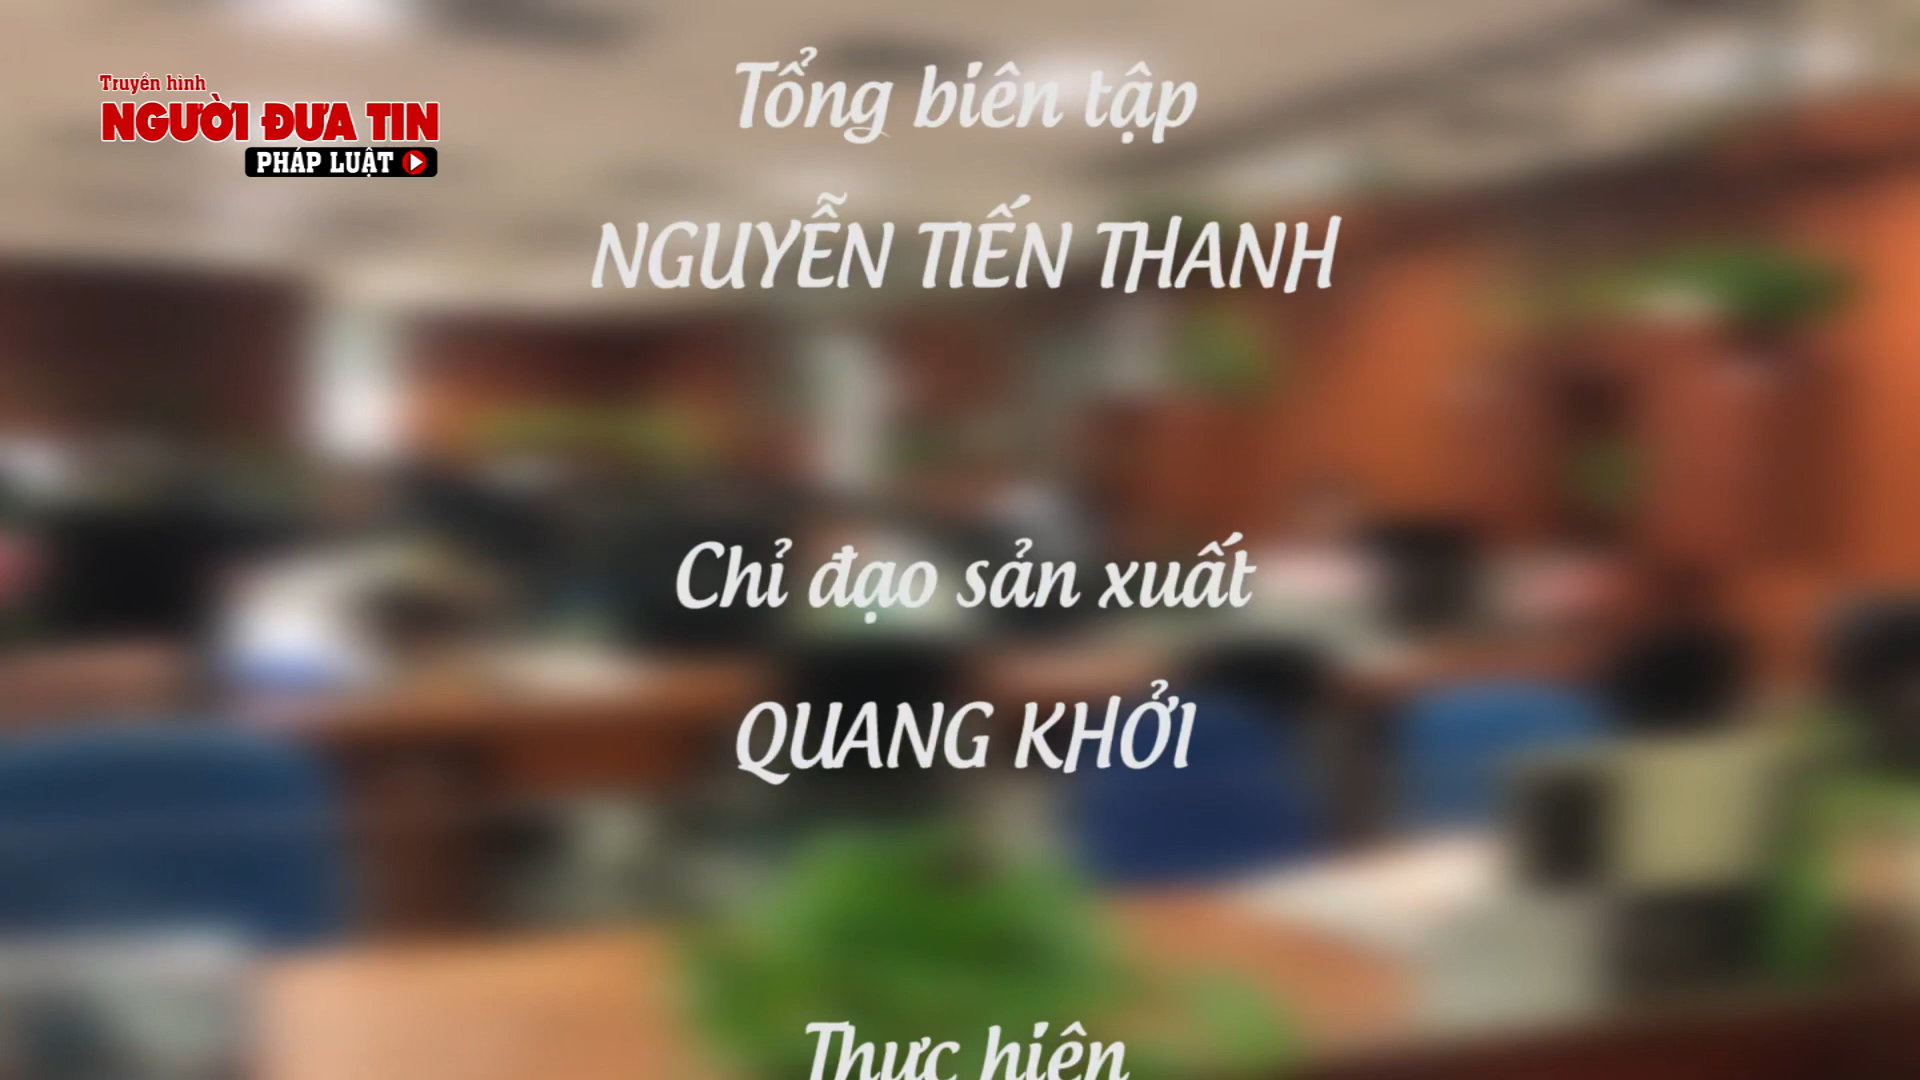 Truyền hình
NGƯỜI ĐƯA TIN
PHÁP LUẬT
Tổng biên tập
NGUYỄN TIẾN THANH
Chỉ đạo sản xuất
QUANG KHỞI
Thực hiện